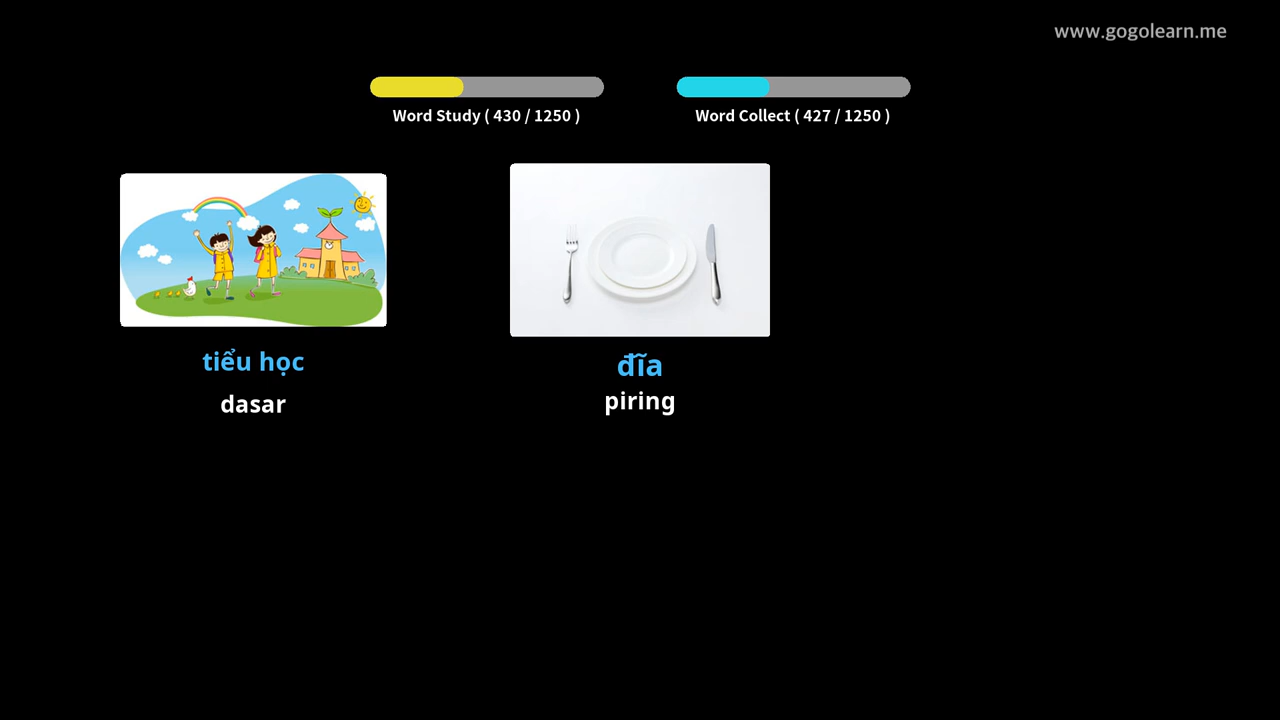 www.gogolearn.me
Word Study ( 430 / 1250 )
Word Collect ( 427 / 1250 )
tiểu học
dasar
đĩa
piring